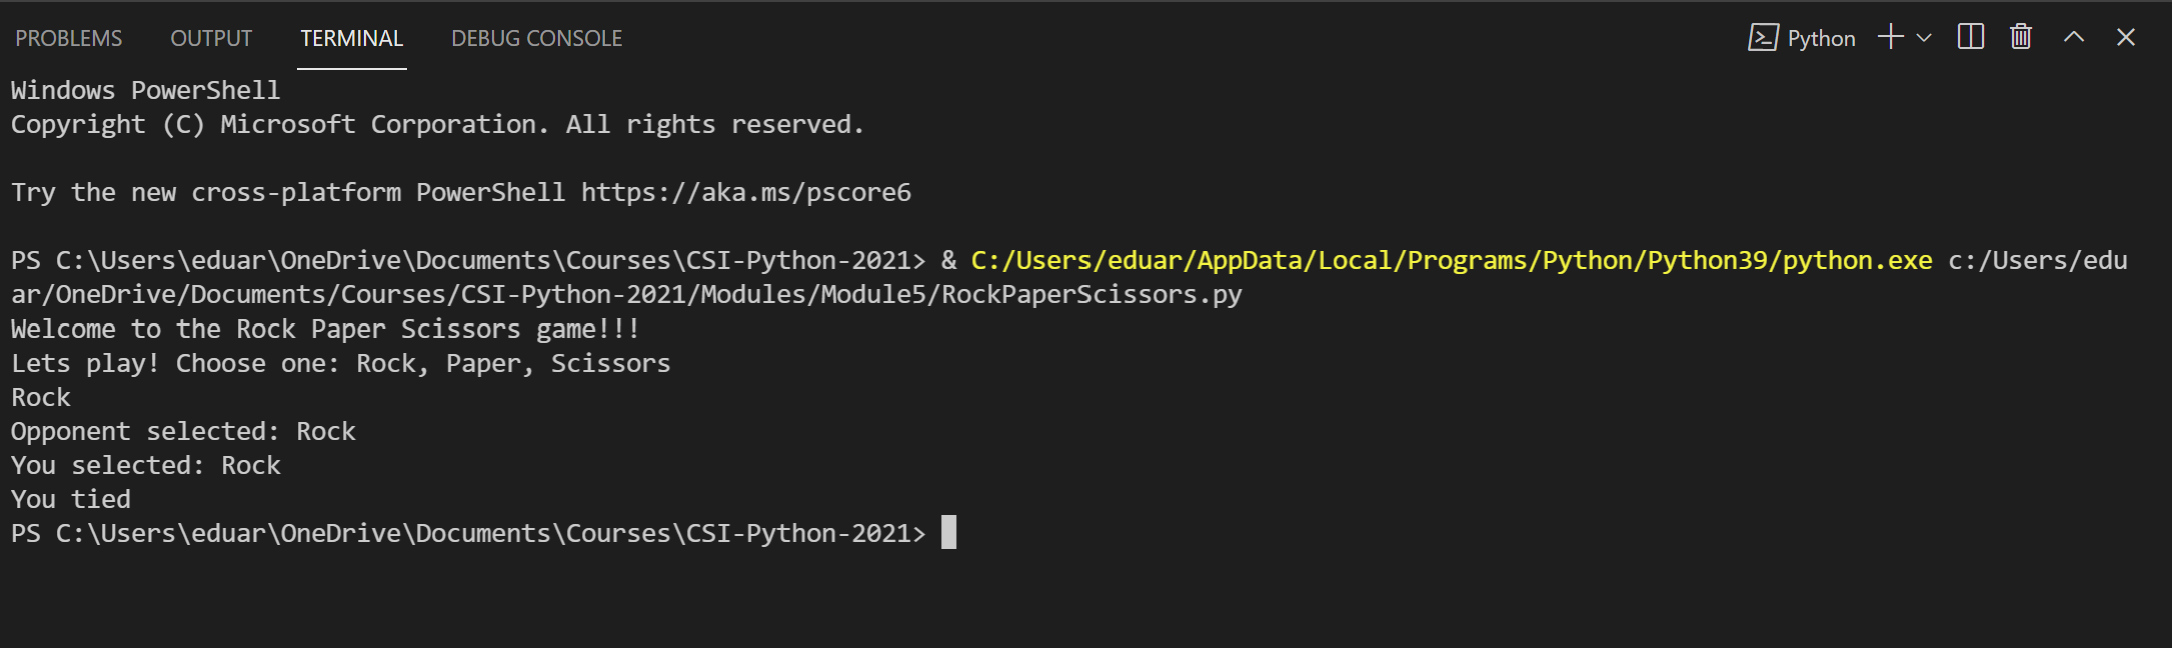 PROBLEMS OUTPUT TERMINAL DEBUG CONSOLE Python
Windows PowerShell
Copyright (C) Microsoft Corporation. All rights reserved.
Try the new cross-platform PowerShell https://aka.ms/pscore6
PS C:\Users\eduar\OneDrive\Documents\Courses\CSI-Python-2021> & C:/Users/eduar/AppData/Local/Programs/Python/Python39/python.exe c:/Users/edu
ar/OneDrive/Documents/Courses/CSI-Python-2021/Modules/Module5/RockPaperScissors.py
Welcome to the Rock Paper Scissors game!!!
Lets play! Choose one: Rock, Paper, Scissors
Rock
Opponent selected: Rock
You selected: Rock
You tied
PS C:\Users\eduar\OneDrive\Documents\Courses\CSI-Python-2021>